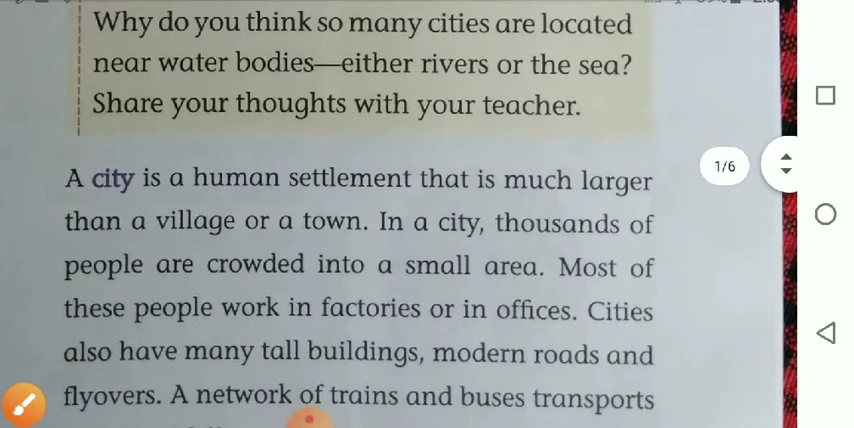 Why do you think so many cities are located
near water bodies—either rivers or the sea?
Share your thoughts with your teacher.
A city is a human settlement that is much larger
than a village or a town. In a city, thousands of
people are crowded into a small area. Most of
these people work in factories or in offices. Cities
also have many tall buildings, modern roads and
flyovers. A network of trains and buses transports
1/6